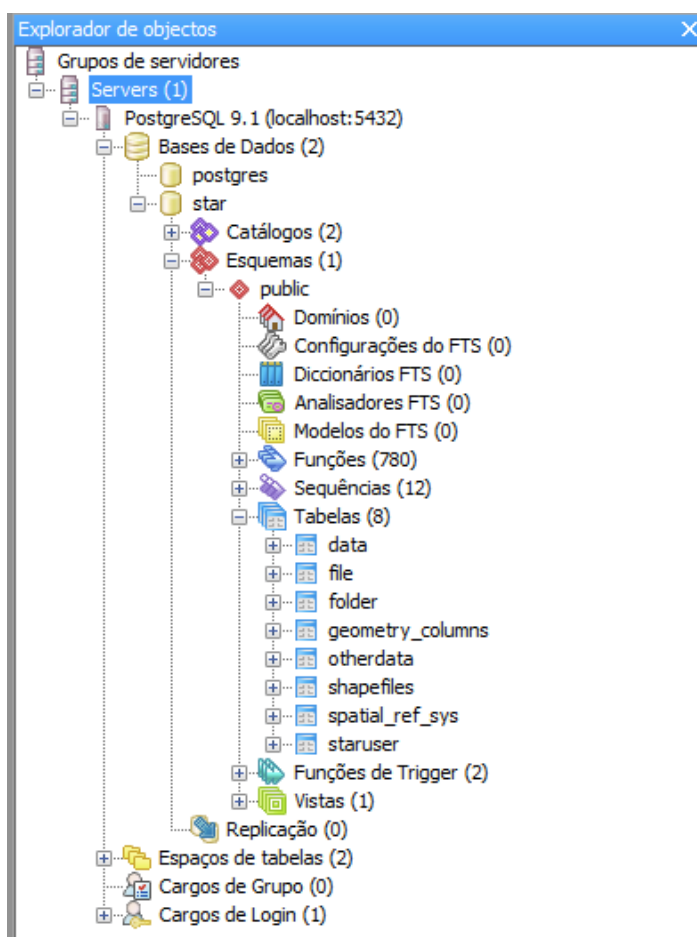 Explorador de objectos
Grupos de servidores
Servers (1)
PostgreSQL 9.1 (localhost:5432)
Bases de Dados (2)
postgres
star
Catálogos (2)
Esquemas (1)
public
Domínios (0)
Configurações do FTS (0)
Diccionários FTS (0)
Analisadores FTS (0)
Modelos do FTS (0)
Funções (780)
Sequências (12)
Tabelas (8)
data
file
folder
geometry_columns
otherdata
shapefiles
spatial_ref_sys
staruser
Funções de Trigger (2)
Vistas (1)
Replicação (0)
Espaços de tabelas (2)
Cargos de Grupo (0)
Cargos de Login (1)